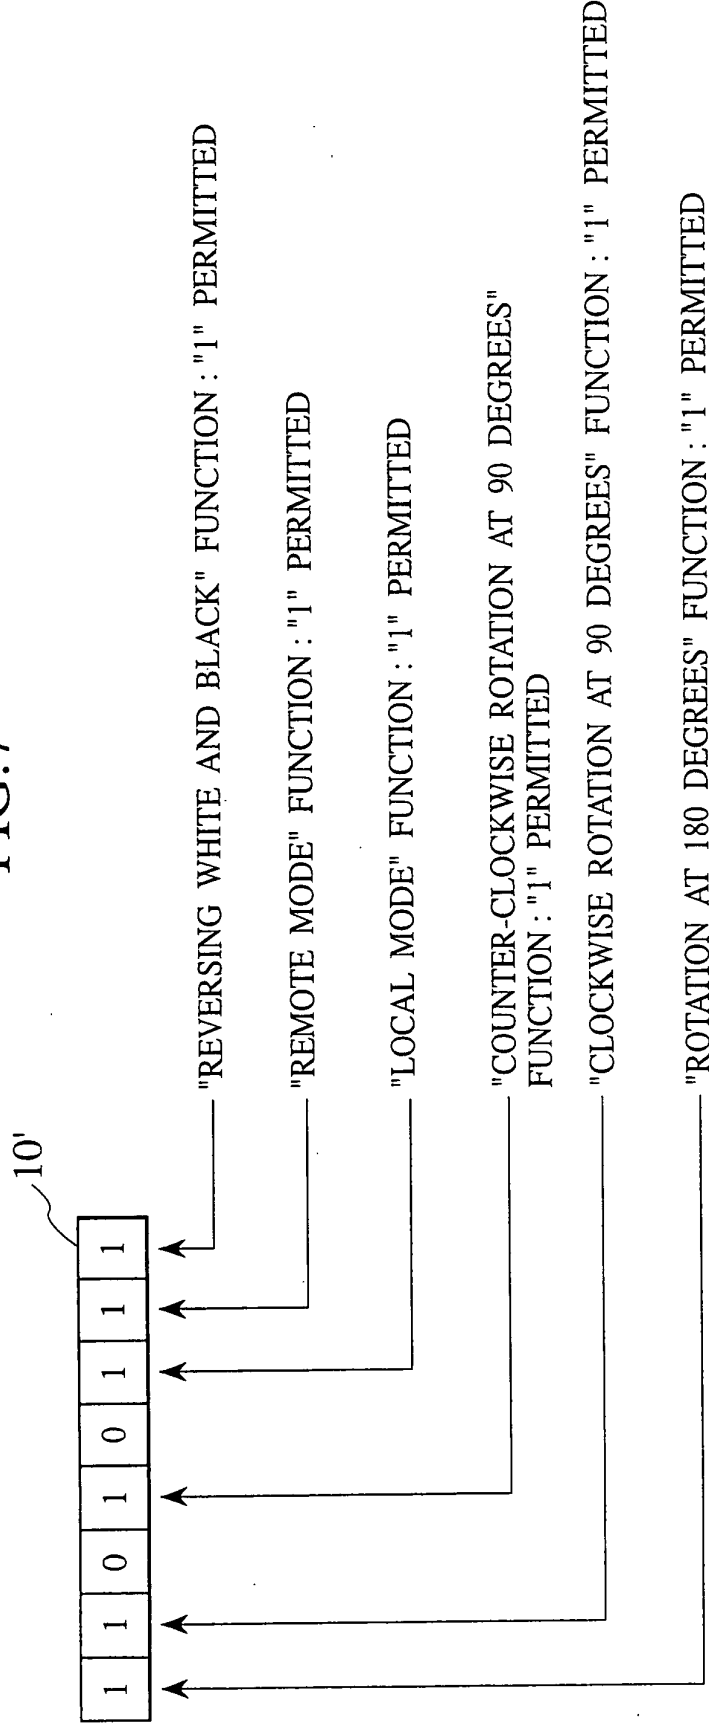 FIG.7
10'
1 1 0 1 0 1 1 1
"REVERSING WHITE AND BLACK" FUNCTION : "1" PERMITTED
"REMOTE MODE" FUNCTION : "1" PERMITTED
"LOCAL MODE" FUNCTION : "1" PERMITTED
"COUNTER-CLOCKWISE ROTATION AT 90 DEGREES"
FUNCTION : "1" PERMITTED
"CLOCKWISE ROTATION AT 90 DEGREES" FUNCTION : "1" PERMITTED
"ROTATION AT 180 DEGREES" FUNCTION : "1" PERMITTED